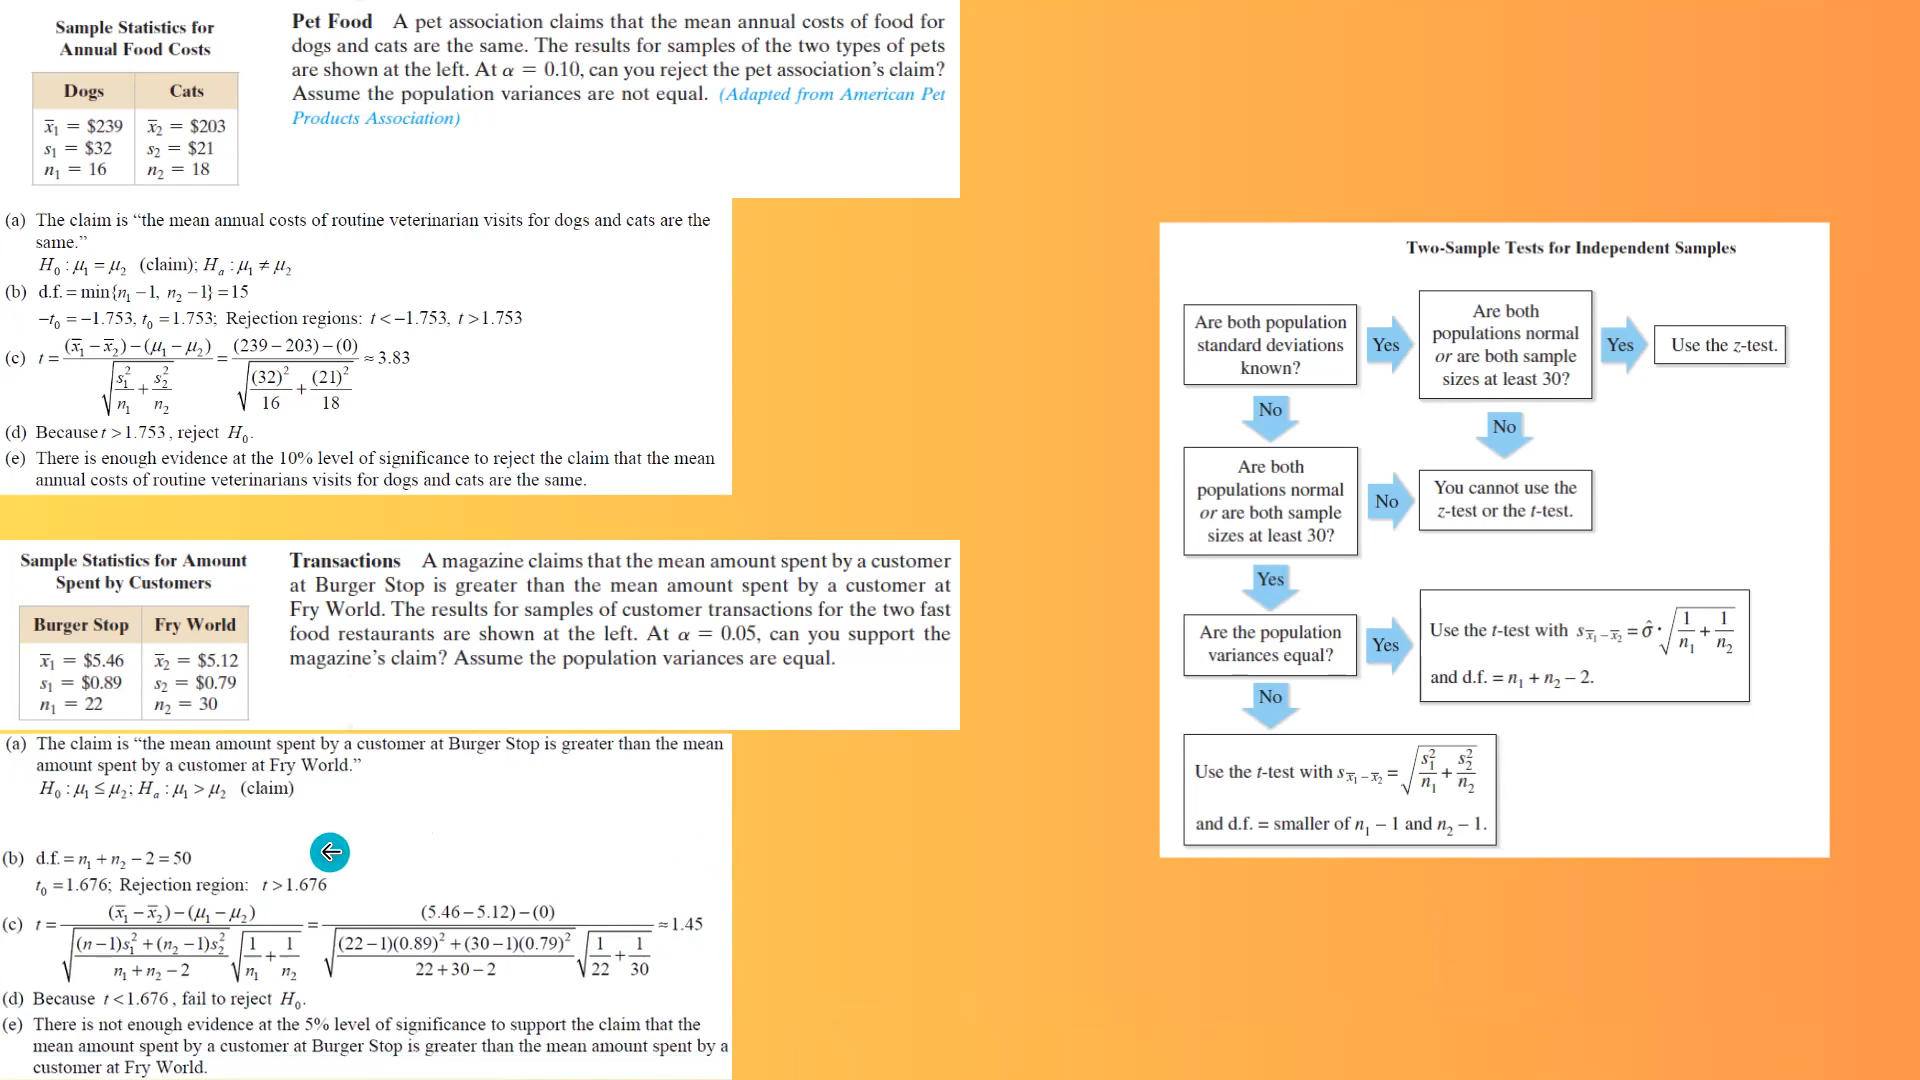 Sample Statistics for
Annual Food Costs
Dogs Cats
x̅₁ = $239 x̅₂ = $203
s₁ = $32 s₂ = $21
n₁ = 16 n₂ = 18
Pet Food A pet association claims that the mean annual costs of food for
dogs and cats are the same. The results for samples of the two types of pets
are shown at the left. At α = 0.10, can you reject the pet association's claim?
Assume the population variances are not equal. (Adapted from American Pet
Products Association)
(a) The claim is “the mean annual costs of routine veterinarian visits for dogs and cats are the
same.”
H₀ : μ₁ = μ₂ (claim); Hₐ : μ₁ ≠ μ₂
(b) d.f. = min{n₁ − 1, n₂ − 1} = 15
−t₀ = −1.753, t₀ = 1.753; Rejection regions: t < −1.753, t > 1.753
(c) t = ((x̅₁ − x̅₂) − (μ₁ − μ₂)) / √(s₁²/n₁ + s₂²/n₂) = ((239 − 203) − (0)) / √((32)²/16 + (21)²/18) ≈ 3.83
(d) Because t > 1.753, reject H₀.
(e) There is enough evidence at the 10% level of significance to reject the claim that the mean
annual costs of routine veterinarians visits for dogs and cats are the same.
Sample Statistics for Amount
Spent by Customers
Burger Stop Fry World
x̅₁ = $5.46 x̅₂ = $5.12
s₁ = $0.89 s₂ = $0.79
n₁ = 22 n₂ = 30
Transactions A magazine claims that the mean amount spent by a customer
at Burger Stop is greater than the mean amount spent by a customer at
Fry World. The results for samples of customer transactions for the two fast
food restaurants are shown at the left. At α = 0.05, can you support the
magazine's claim? Assume the population variances are equal.
(a) The claim is “the mean amount spent by a customer at Burger Stop is greater than the mean
amount spent by a customer at Fry World.”
H₀ : μ₁ ≤ μ₂; Hₐ : μ₁ > μ₂ (claim)
(b) d.f. = n₁ + n₂ − 2 = 50
t₀ = 1.676; Rejection region: t > 1.676
(c) t = ((x̅₁ − x̅₂) − (μ₁ − μ₂)) / (√(((n − 1)s₁² + (n₂ − 1)s₂²)/(n₁ + n₂ − 2)) √(1/n₁ + 1/n₂)) = ((5.46 − 5.12) − (0)) / (√(((22 − 1)(0.89)² + (30 − 1)(0.79)²)/(22 + 30 − 2)) √(1/22 + 1/30)) ≈ 1.45
(d) Because t < 1.676, fail to reject H₀.
(e) There is not enough evidence at the 5% level of significance to support the claim that the
mean amount spent by a customer at Burger Stop is greater than the mean amount spent by a
customer at Fry World.
Two-Sample Tests for Independent Samples
Are both population
standard deviations
known?
Yes
Are both
populations normal
or are both sample
sizes at least 30?
Yes
Use the z-test.
No
No
Are both
populations normal
or are both sample
sizes at least 30?
No
You cannot use the
z-test or the t-test.
Yes
Are the population
variances equal?
Yes
Use the t-test with s x̅₁ − x̅₂ = σ̂ · √(1/n₁ + 1/n₂)
and d.f. = n₁ + n₂ − 2.
No
Use the t-test with s x̅₁ − x̅₂ = √(s₁²/n₁ + s₂²/n₂)
and d.f. = smaller of n₁ − 1 and n₂ − 1.